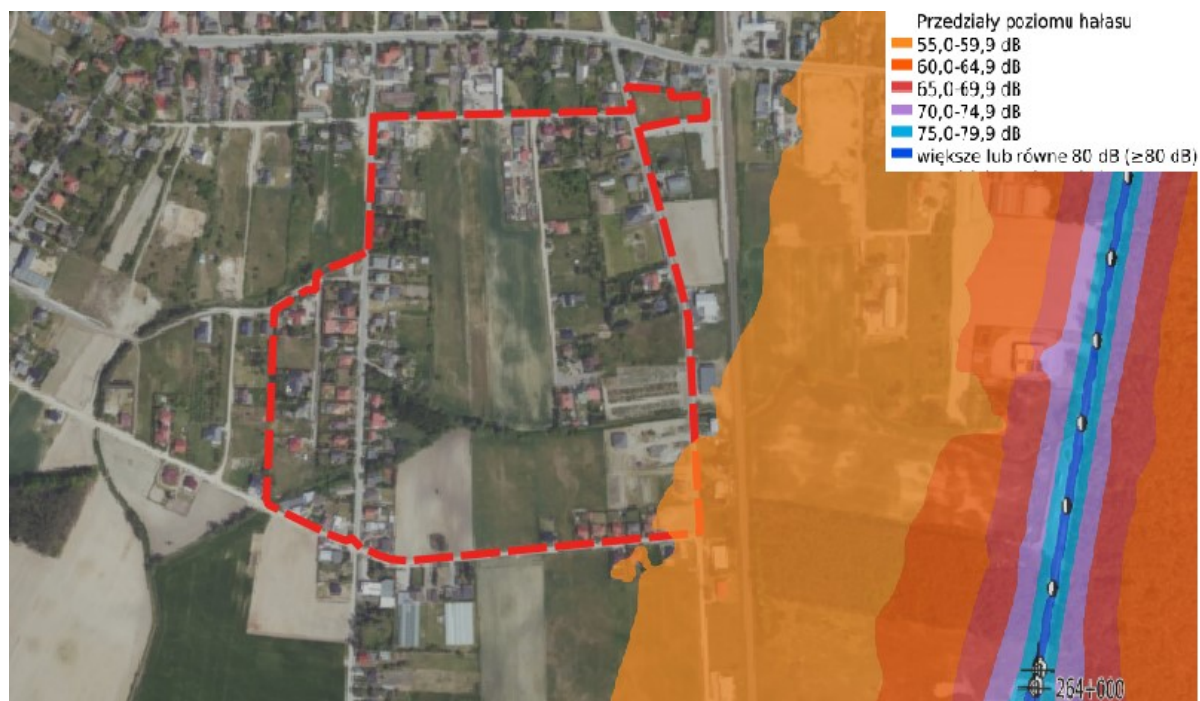 Przedziały poziomu hałasu
55,0-59,9 dB
60,0-64,9 dB
65,0-69,9 dB
70,0-74,9 dB
75,0-79,9 dB
większe lub równe 80 dB (≥80 dB)
264+000